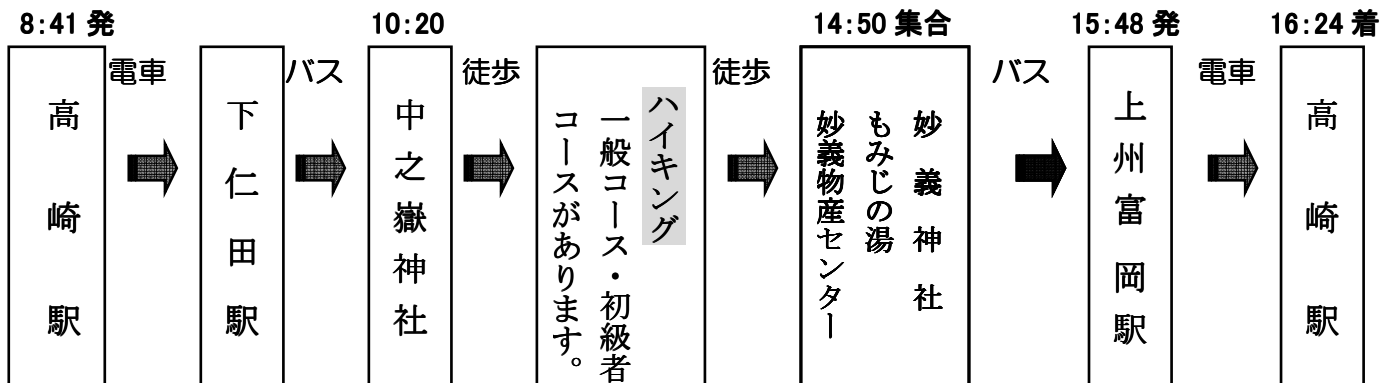 8:41 発
10:20
14:50 集合
15:48 発
16:24 着
高崎駅
電車
下仁田駅
バス
中之嶽神社
徒歩
ハイキング
一般コース・初級者
コースがあります。
徒歩
妙義神社
もみじの湯
妙義物産センター
バス
上州富岡駅
電車
高崎駅